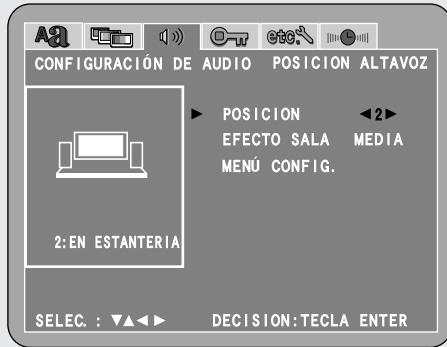 Aa etc.
CONFIGURACIÓN DE AUDIO POSICION ALTAVOZ
▶ POSICION ◀2▶
EFECTO SALA MEDIA
MENÚ CONFIG.
2:EN ESTANTERIA
SELEC. : ▼▲◀ ▶ DECISION:TECLA ENTER